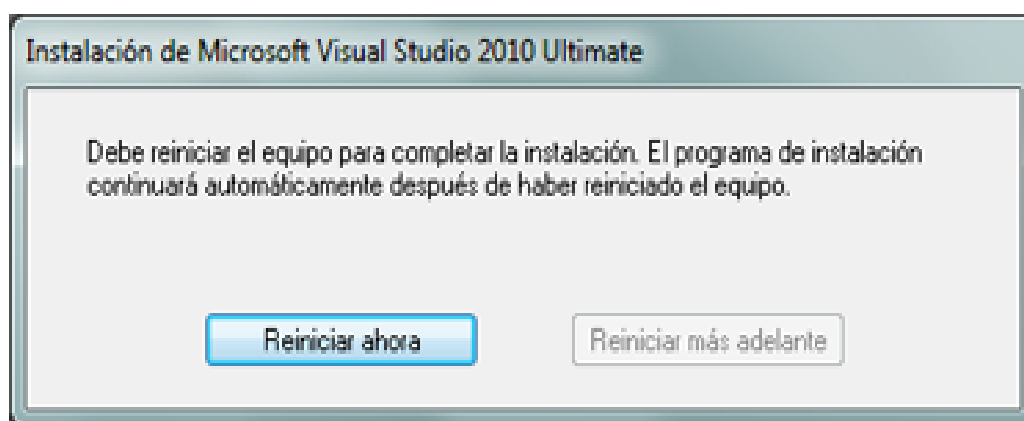 Instalación de Microsoft Visual Studio 2010 Ultimate
Debe reiniciar el equipo para completar la instalación. El programa de instalación
continuará automáticamente después de haber reiniciado el equipo.
Reiniciar ahora
Reiniciar más adelante